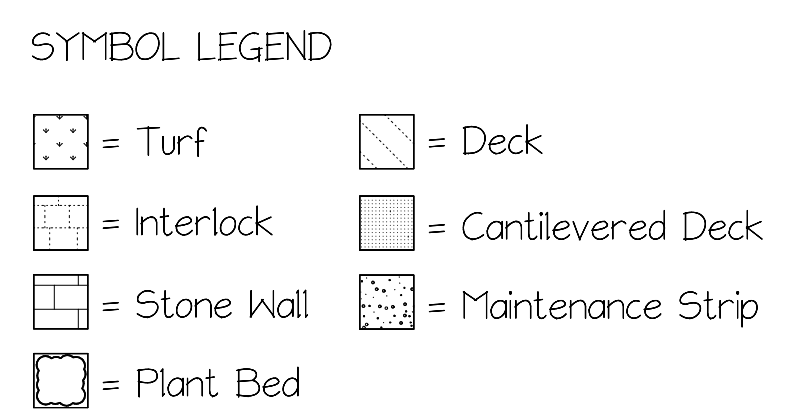 SYMBOL LEGEND
= Turf
= Interlock
= Stone Wall
= Plant Bed
= Deck
= Cantilevered Deck
= Maintenance Strip